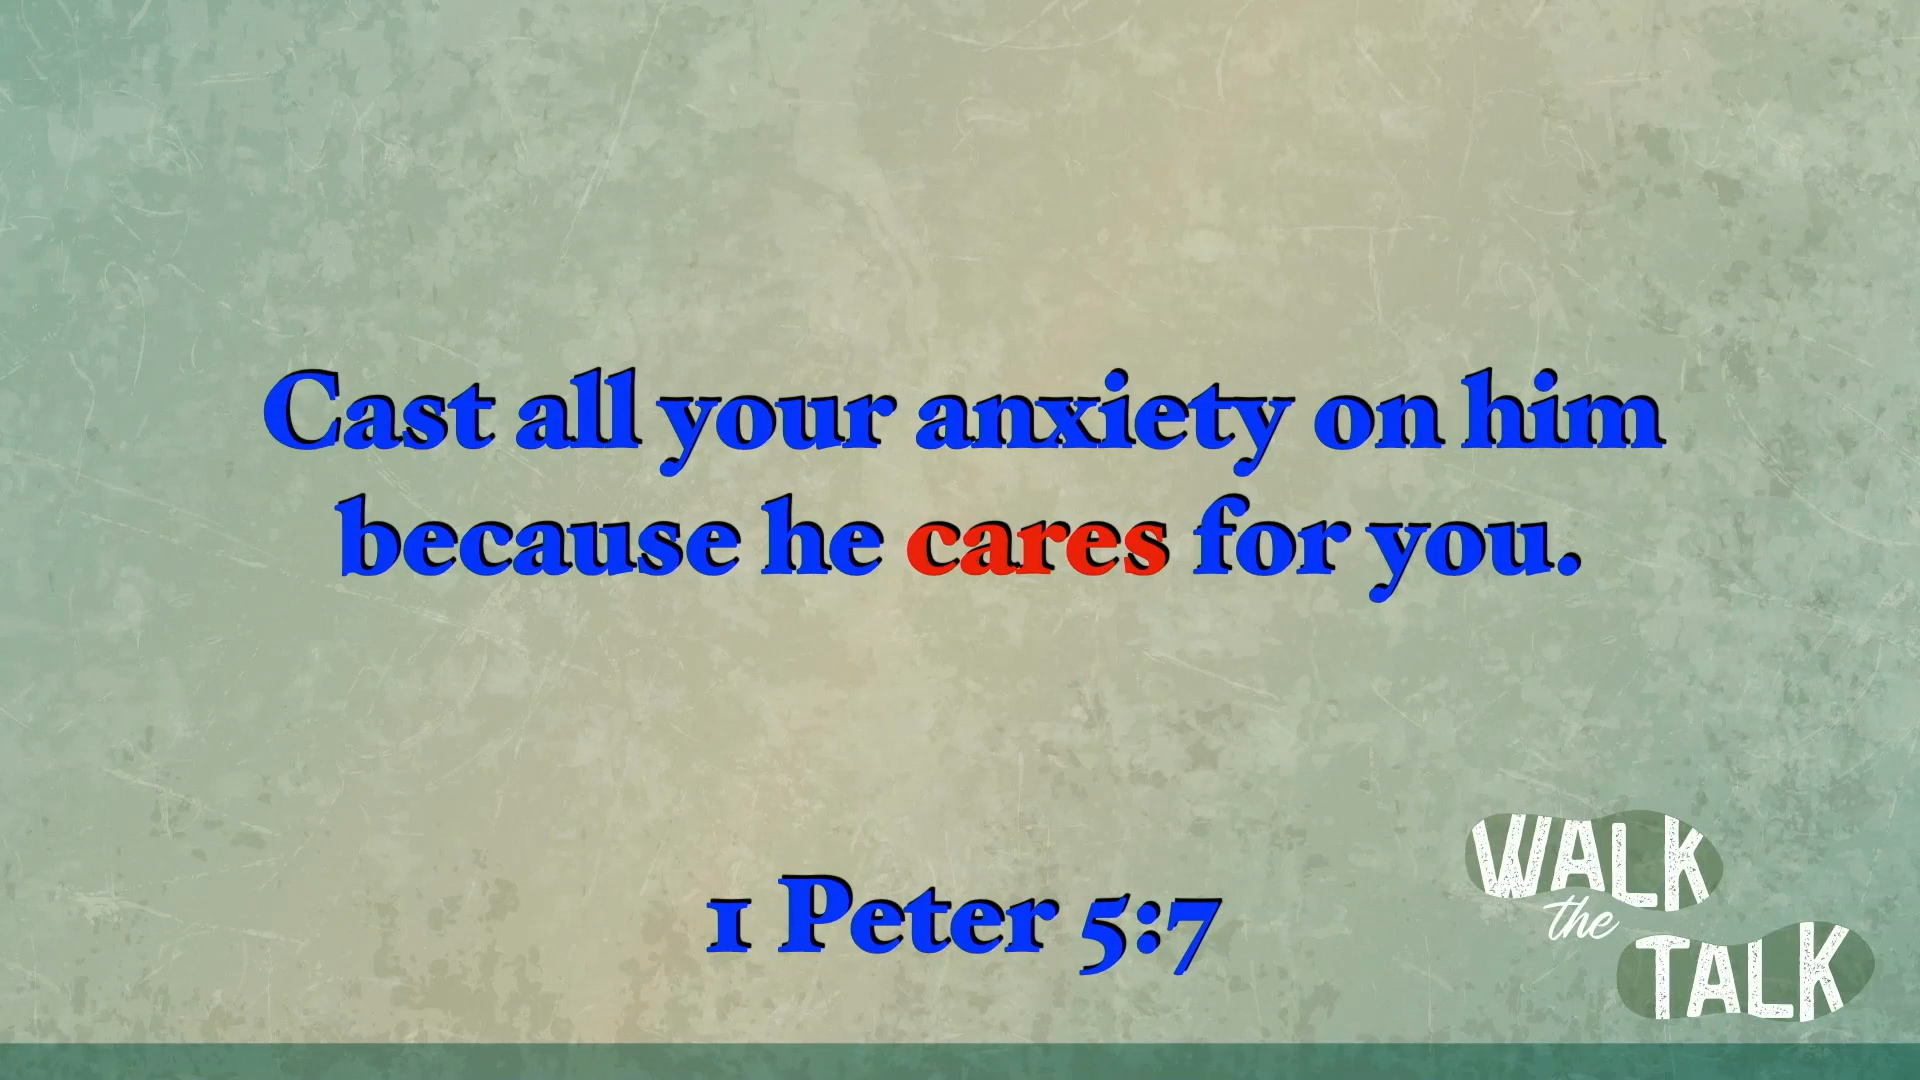 Cast all your anxiety on him
because he cares for you.
1 Peter 5:7
WALK
the
TALK